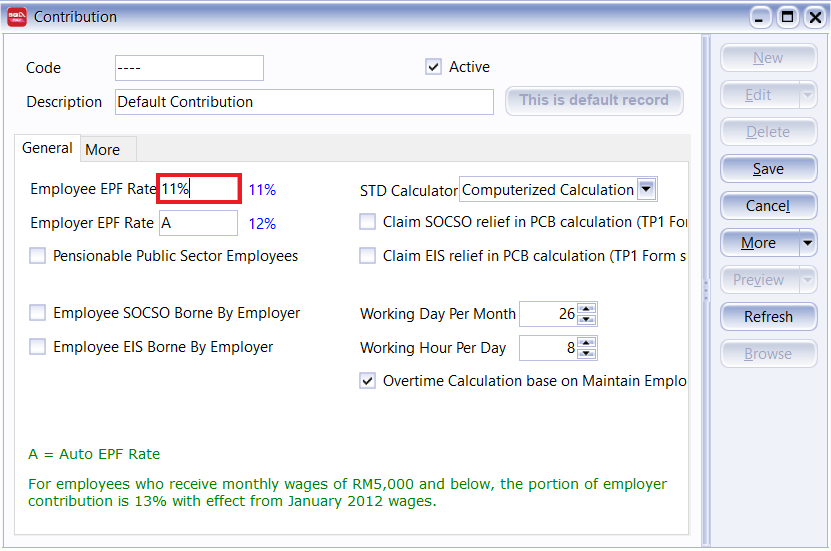 Contribution
Code ---- Active
Description Default Contribution This is default record
General More
Employee EPF Rate 11% 11% STD Calculator Computerized Calculation
Employer EPF Rate A 12% Claim SOCSO relief in PCB calculation (TP1 For
Pensionable Public Sector Employees Claim EIS relief in PCB calculation (TP1 Form s
Employee SOCSO Borne By Employer Working Day Per Month 26
Employee EIS Borne By Employer Working Hour Per Day 8
Overtime Calculation base on Maintain Emplo
A = Auto EPF Rate
For employees who receive monthly wages of RM5,000 and below, the portion of employer
contribution is 13% with effect from January 2012 wages.
New
Edit
Delete
Save
Cancel
More
Preview
Refresh
Browse